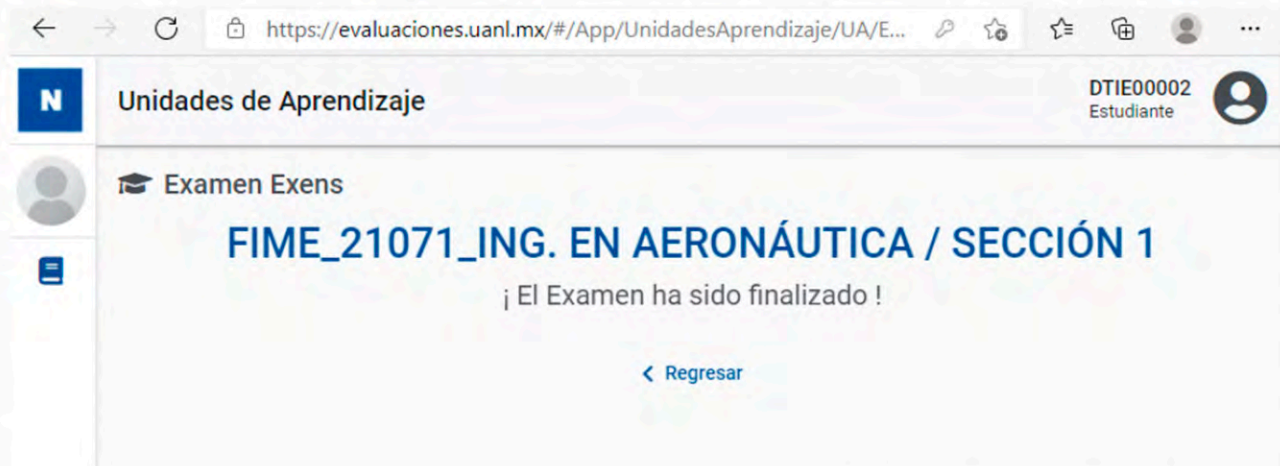 https://evaluaciones.uanl.mx/#/App/UnidadesAprendizaje/UA/E...
N
Unidades de Aprendizaje
DTIE00002
Estudiante
Examen Exens
FIME_21071_ING. EN AERONÁUTICA / SECCIÓN 1
¡ El Examen ha sido finalizado !
Regresar